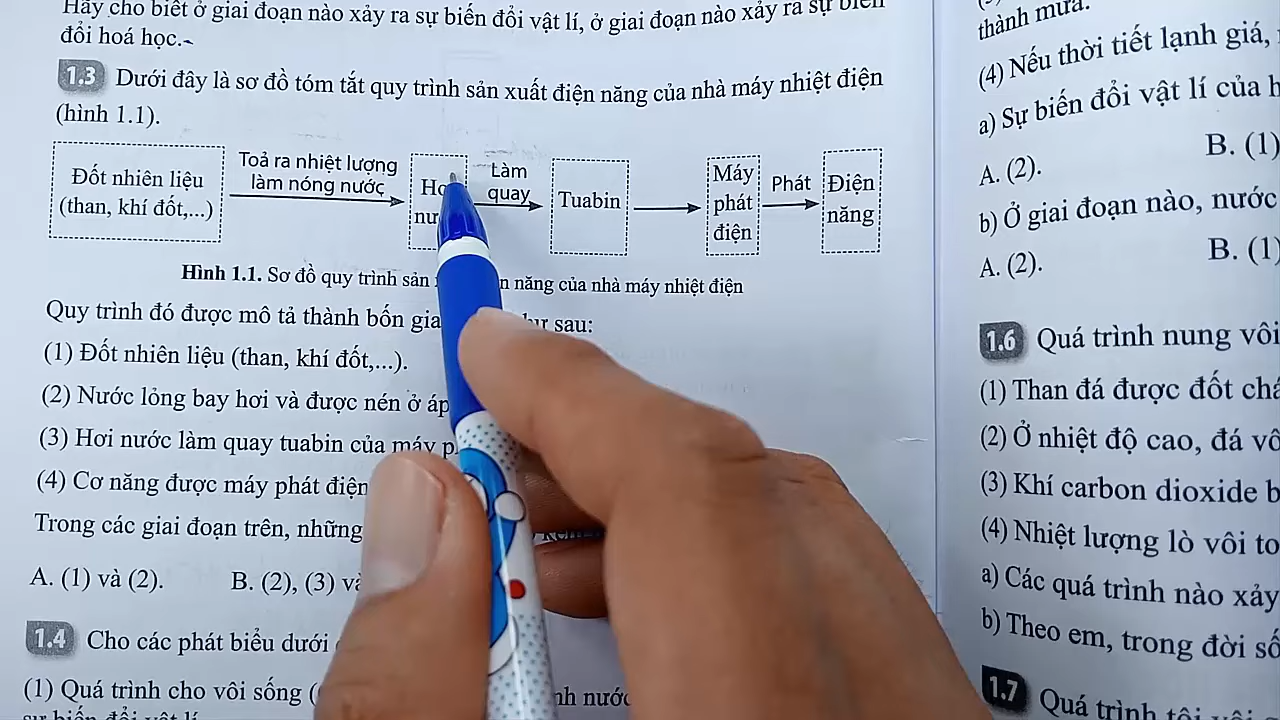 Hãy cho biết ở giai đoạn nào xảy ra sự biến đổi vật lí, ở giai đoạn nào xảy ra sự biến
đổi hoá học.
1.3 Dưới đây là sơ đồ tóm tắt quy trình sản xuất điện năng của nhà máy nhiệt điện
(hình 1.1).
Đốt nhiên liệu
(than, khí đốt,...)
Toả ra nhiệt lượng
làm nóng nước
Làm
quay
Tuabin
Máy
phát
điện
Phát
Điện
năng
Hình 1.1. Sơ đồ quy trình sản năng của nhà máy nhiệt điện
Quy trình đó được mô tả thành bốn sau:
(1) Đốt nhiên liệu (than, khí đốt,...).
(2) Nước lỏng bay hơi và được nén ở
(3) Hơi nước làm quay tuabin của máy
(4) Cơ năng được máy phát điện
Trong các giai đoạn trên, những
A. (1) và (2).
B. (2), (3)
1.4 Cho các phát biểu dưới
(1) Quá trình cho vôi sống
sự biến đổi vật lí.
thành mưa.
(4) Nếu thời tiết lạnh giá,
a) Sự biến đổi vật lí của
A. (2).
B. (1)
b) Ở giai đoạn nào, nước
A. (2).
B. (1)
1.6 Quá trình nung vôi
(1) Than đá được đốt
(2) Ở nhiệt độ cao, đá
(3) Khí carbon dioxide
(4) Nhiệt lượng lò vôi
a) Các quá trình nào xảy
b) Theo em, trong đời
1.7 Quá trình tôi vôi